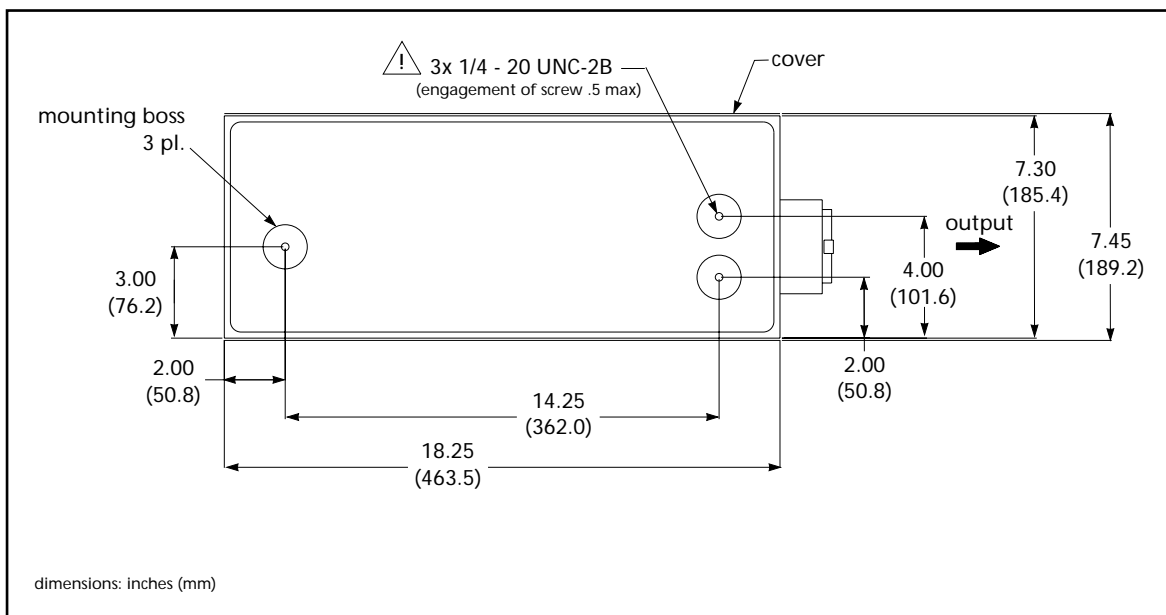 ! 3x 1/4 - 20 UNC-2B
(engagement of screw .5 max)
cover
mounting boss
3 pl.
7.30
(185.4)
output
7.45
(189.2)
3.00
(76.2)
4.00
(101.6)
2.00
(50.8)
2.00
(50.8)
14.25
(362.0)
18.25
(463.5)
dimensions: inches (mm)